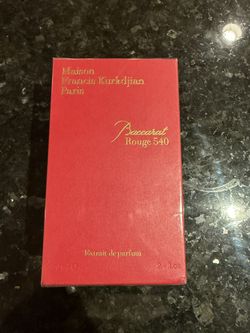 Maison
Francis Kurkdjian
Paris
Baccarat
Rouge 540
Extrait de parfum